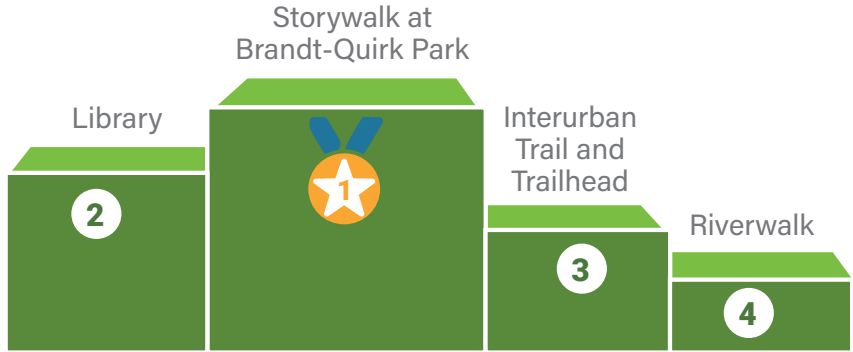 Storywalk at
Brandt-Quirk Park
Library
Interurban
Trail and
Trailhead
Riverwalk
1
2
3
4